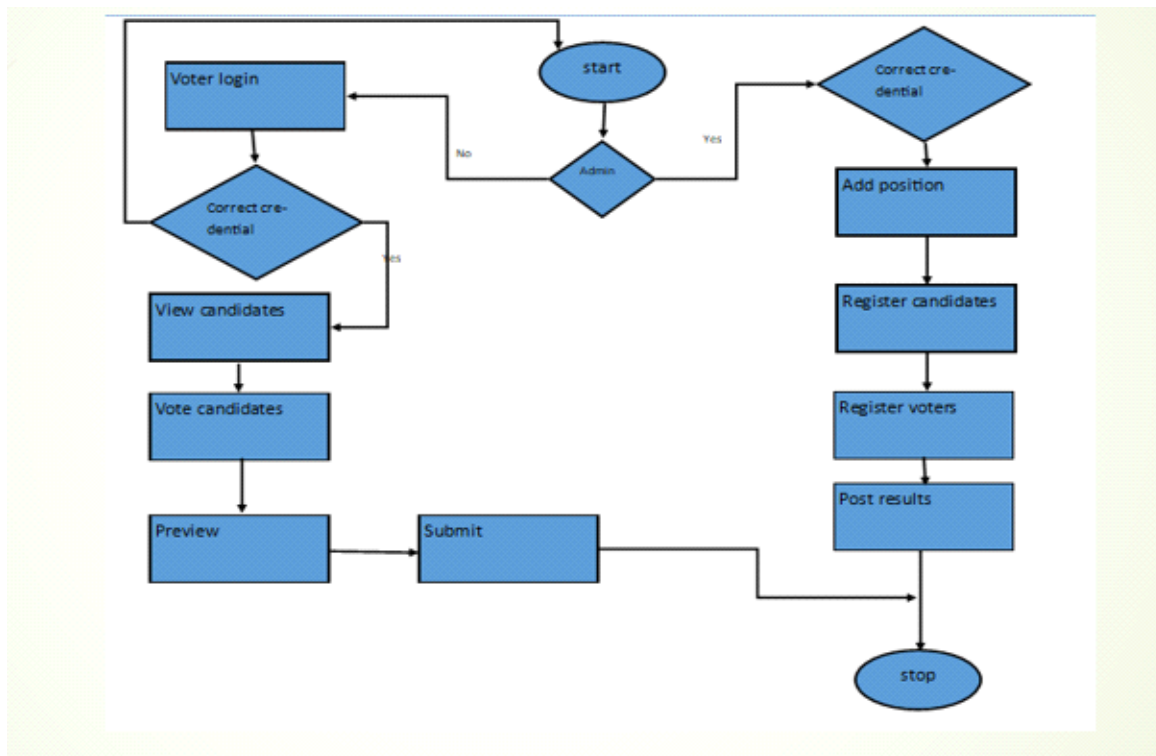 start
Admin
No
Yes
Voter login
Correct cre-
dential
Yes
View candidates
Vote candidates
Preview
Submit
Correct cre-
dential
Add position
Register candidates
Register voters
Post results
stop